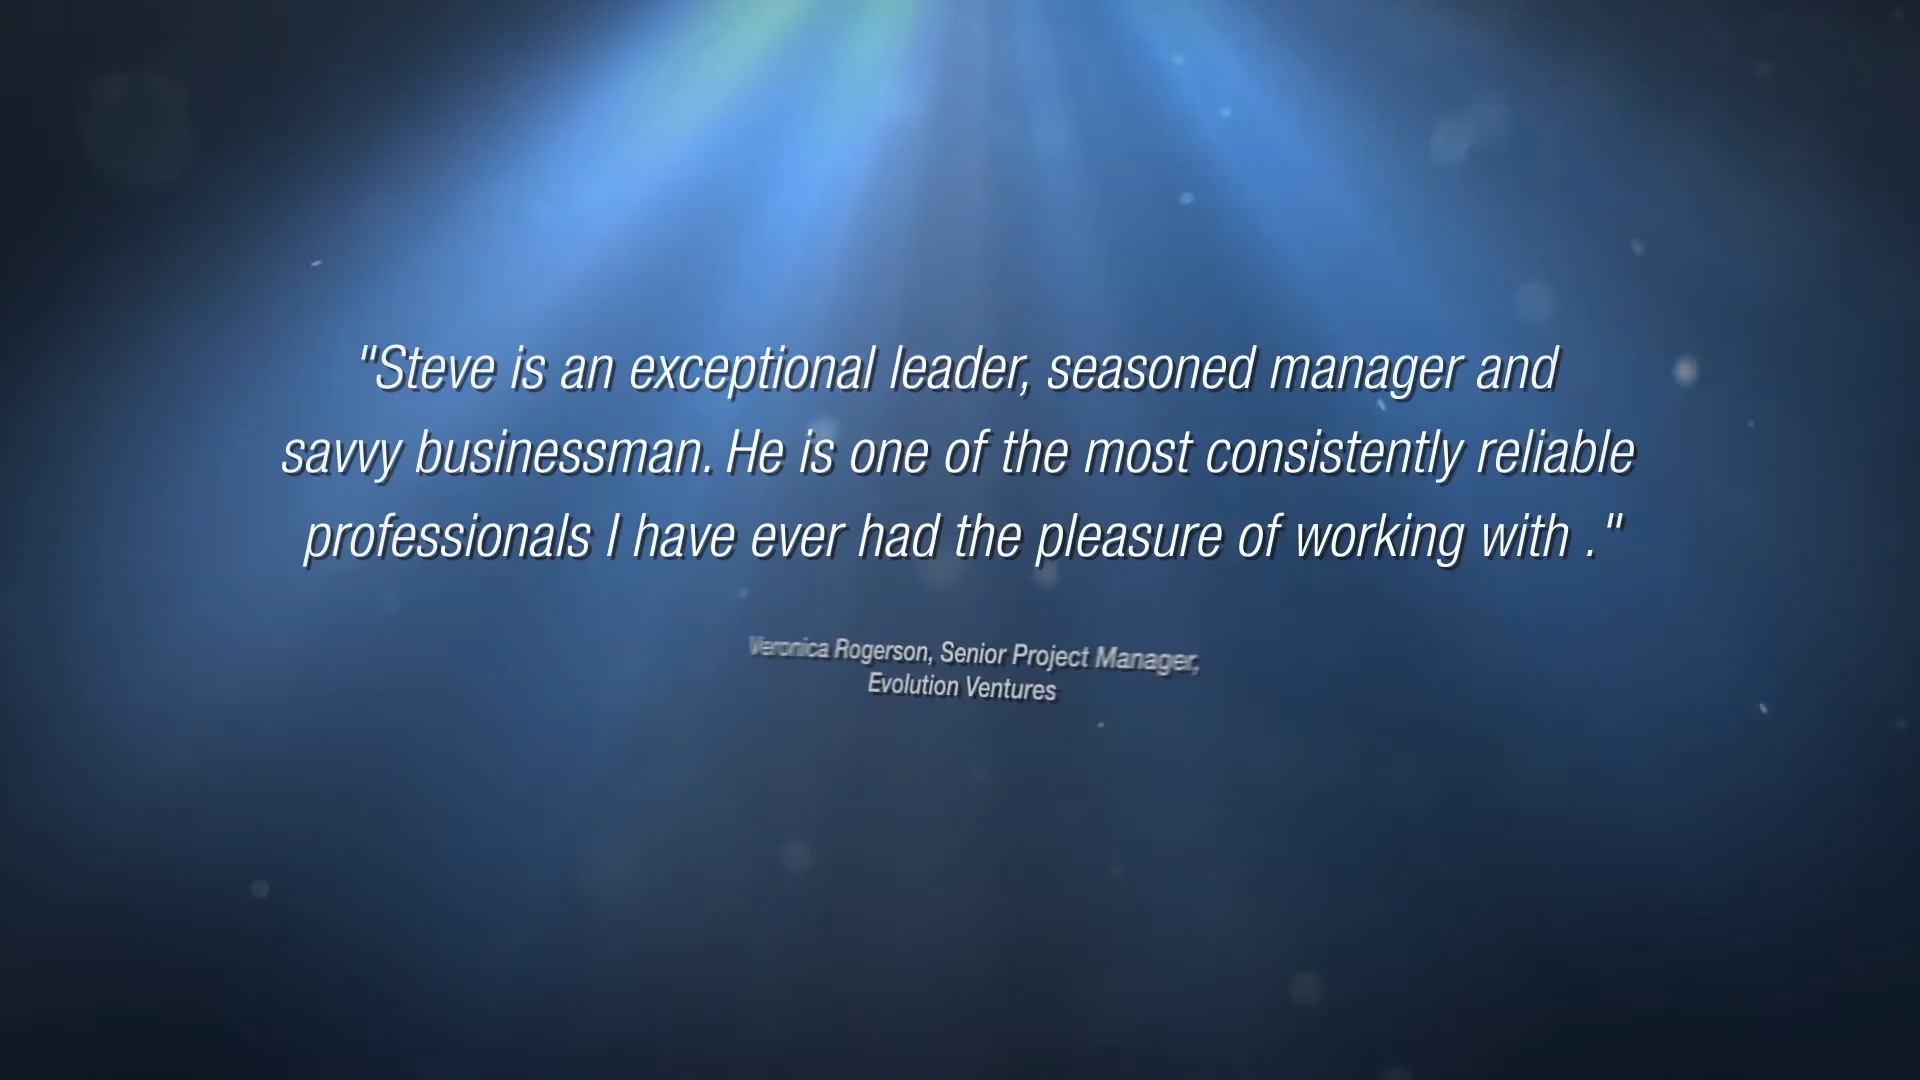 "Steve is an exceptional leader, seasoned manager and
savvy businessman. He is one of the most consistently reliable
professionals I have ever had the pleasure of working with ."
Veronica Rogerson, Senior Project Manager,
Evolution Ventures